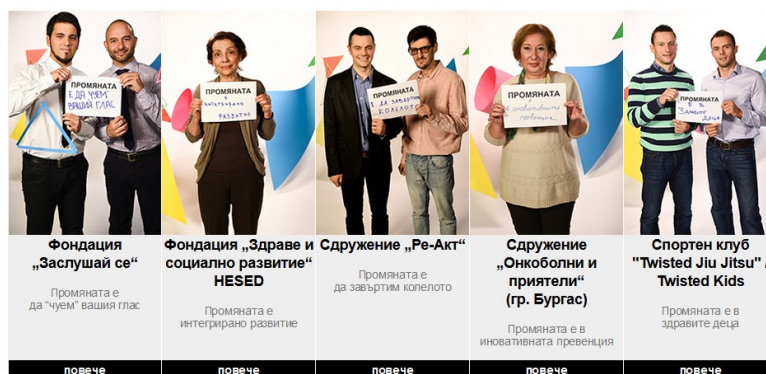 ПРОМЯНАТА
Е ДА ЧУЕМ
ВАШИЯ ГЛАС
ПРОМЯНАТА
Е
ИНТЕГРИРАНО
РАЗВИТИЕ
ПРОМЯНАТА
Е ДА ЗАВЪРТИМ
КОЛЕЛОТО
ПРОМЯНАТА
в иновативната
превенция
ПРОМЯНАТА
Е В
ЗДРАВИТЕ
ДЕЦА
Фондация
„Заслушай се“
Промяната е
да "чуем" вашия глас
повече
Фондация „Здраве и
социално развитие“
HESED
Промяната е
интегрирано развитие
повече
Сдружение „Ре-Акт“
Промяната е
да завъртим колелото
повече
Сдружение
„Онкоболни и
приятели“
(гр. Бургас)
Промяната е в
иновативната превенция
повече
Спортен клуб
"Twisted Jiu Jitsu" /
Twisted Kids
Промяната е в
здравите деца
повече